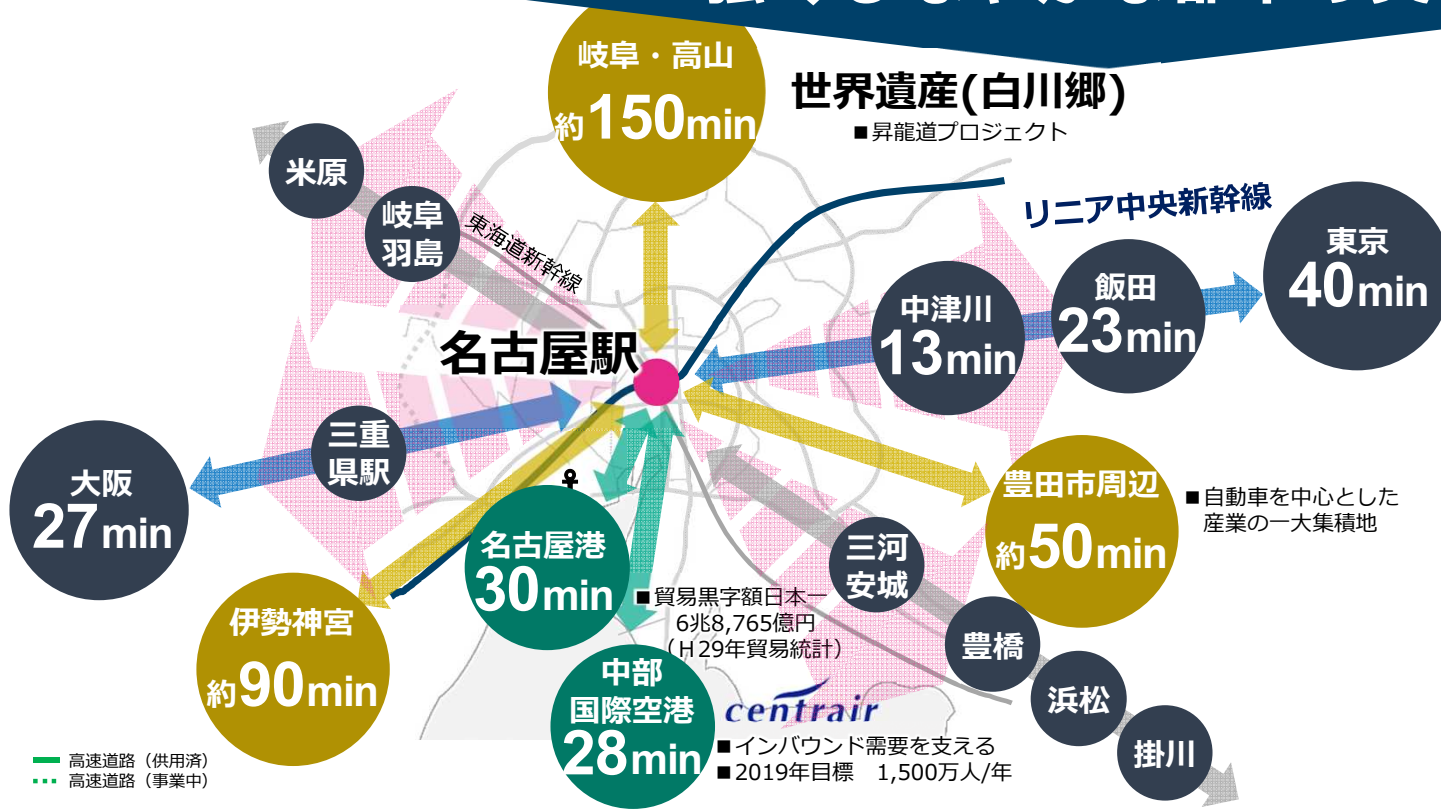 岐阜・高山
約150min
世界遺産(白川郷)
■昇龍道プロジェクト
米原
岐阜
羽島
東海道新幹線
リニア中央新幹線
東京
40min
飯田
23min
中津川
13min
名古屋駅
三重
県駅
大阪
27min
豊田市周辺
約50min
■自動車を中心とした
産業の一大集積地
名古屋港
30min
■貿易黒字額日本一
6兆8,765億円
（H29年貿易統計）
三河
安城
伊勢神宮
約90min
豊橋
中部
国際空港
28min
centrair
■インバウンド需要を支える
■2019年目標　1,500万人/年
浜松
掛川
高速道路（供用済）
高速道路（事業中）